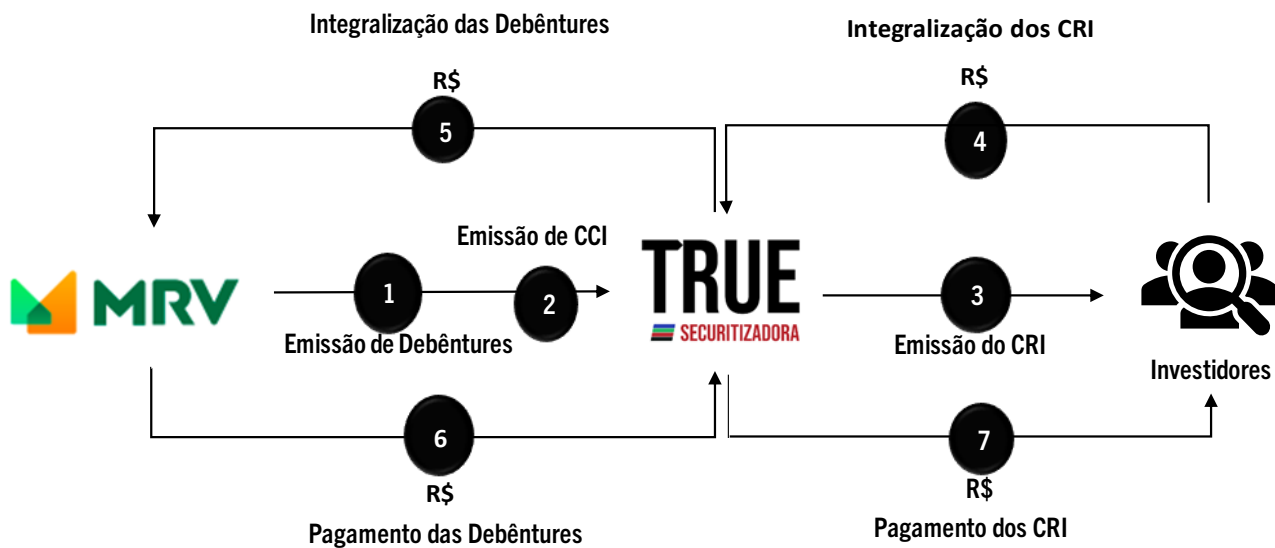 Integralização das Debêntures
Integralização dos CRI
R$
R$
5
4
Emissão de CCI
MRV
1
2
TRUE
SECURITIZADORA
3
Emissão de Debêntures
Emissão do CRI
Investidores
6
7
R$
R$
Pagamento das Debêntures
Pagamento dos CRI